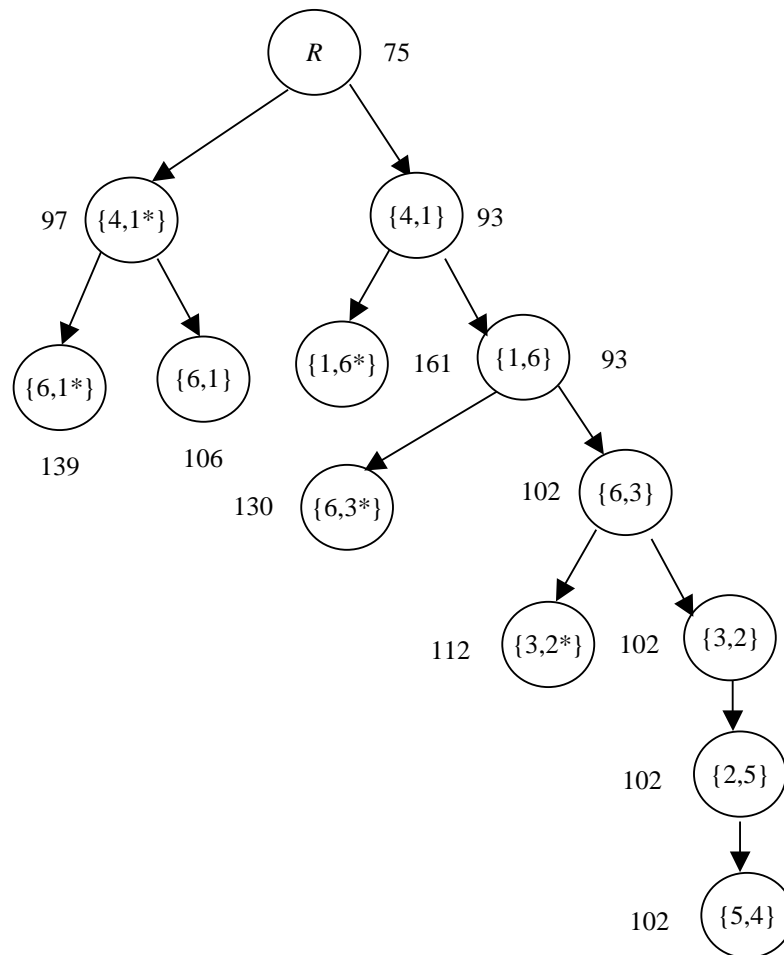 R 75
97 {4,1*} {4,1} 93
{6,1*} {6,1} {1,6*} 161 {1,6} 93
139 106
130 {6,3*} 102 {6,3}
112 {3,2*} 102 {3,2}
102 {2,5}
102 {5,4}